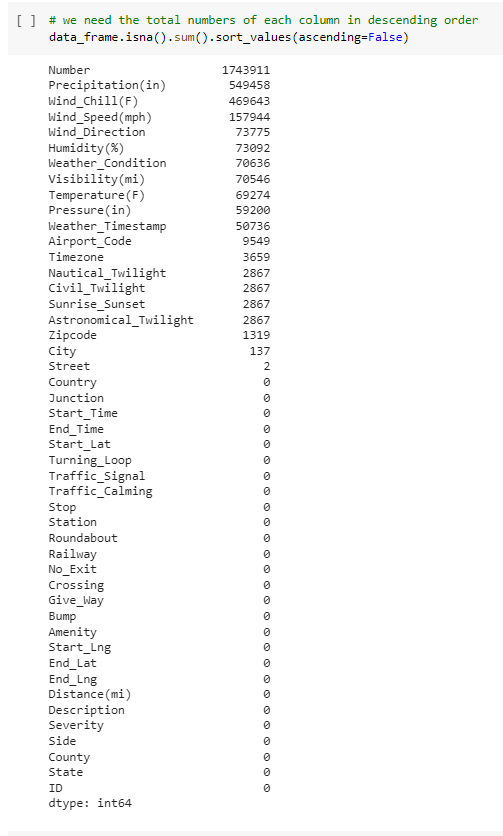 [ ] # we need the total numbers of each column in descending order
data_frame.isna().sum().sort_values(ascending=False)
Number 1743911
Precipitation(in) 549458
Wind_Chill(F) 469643
Wind_Speed(mph) 157944
Wind_Direction 73775
Humidity(%) 73092
Weather_Condition 70636
Visibility(mi) 70546
Temperature(F) 69274
Pressure(in) 59200
Weather_Timestamp 50736
Airport_Code 9549
Timezone 3659
Nautical_Twilight 2867
Civil_Twilight 2867
Sunrise_Sunset 2867
Astronomical_Twilight 2867
Zipcode 1319
City 137
Street 2
Country 0
Junction 0
Start_Time 0
End_Time 0
Start_Lat 0
Turning_Loop 0
Traffic_Signal 0
Traffic_Calming 0
Stop 0
Station 0
Roundabout 0
Railway 0
No_Exit 0
Crossing 0
Give_Way 0
Bump 0
Amenity 0
Start_Lng 0
End_Lat 0
End_Lng 0
Distance(mi) 0
Description 0
Severity 0
Side 0
County 0
State 0
ID 0
dtype: int64